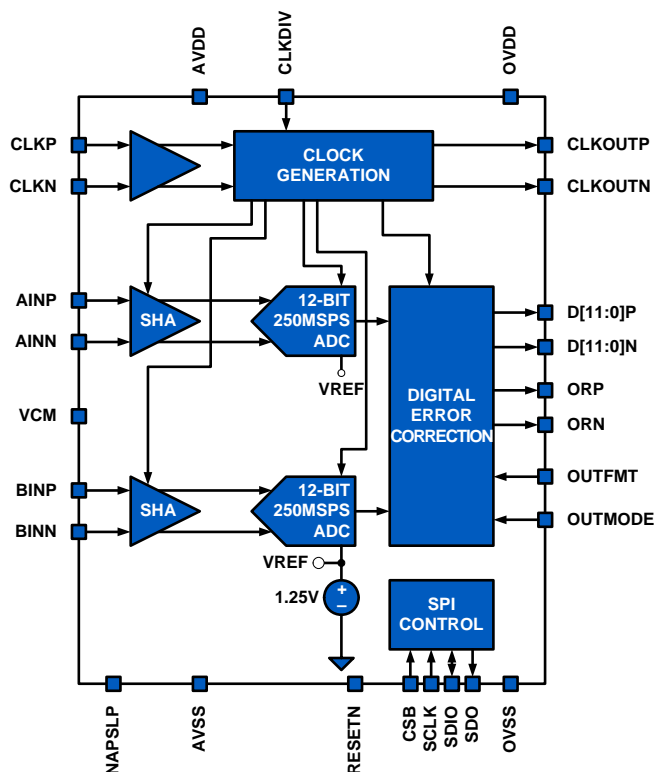 AVDD
CLKDIV
OVDD
CLKP
CLKN
CLOCK
GENERATION
CLKOUTP
CLKOUTN
AINP
AINN
SHA
12-BIT
250MSPS
ADC
VREF
VCM
DIGITAL
ERROR
CORRECTION
D[11:0]P
D[11:0]N
ORP
ORN
OUTFMT
OUTMODE
BINP
BINN
SHA
12-BIT
250MSPS
ADC
VREF
1.25V
+
–
SPI
CONTROL
NAPSLP
AVSS
RESETN
CSB
SCLK
SDIO
SDO
OVSS